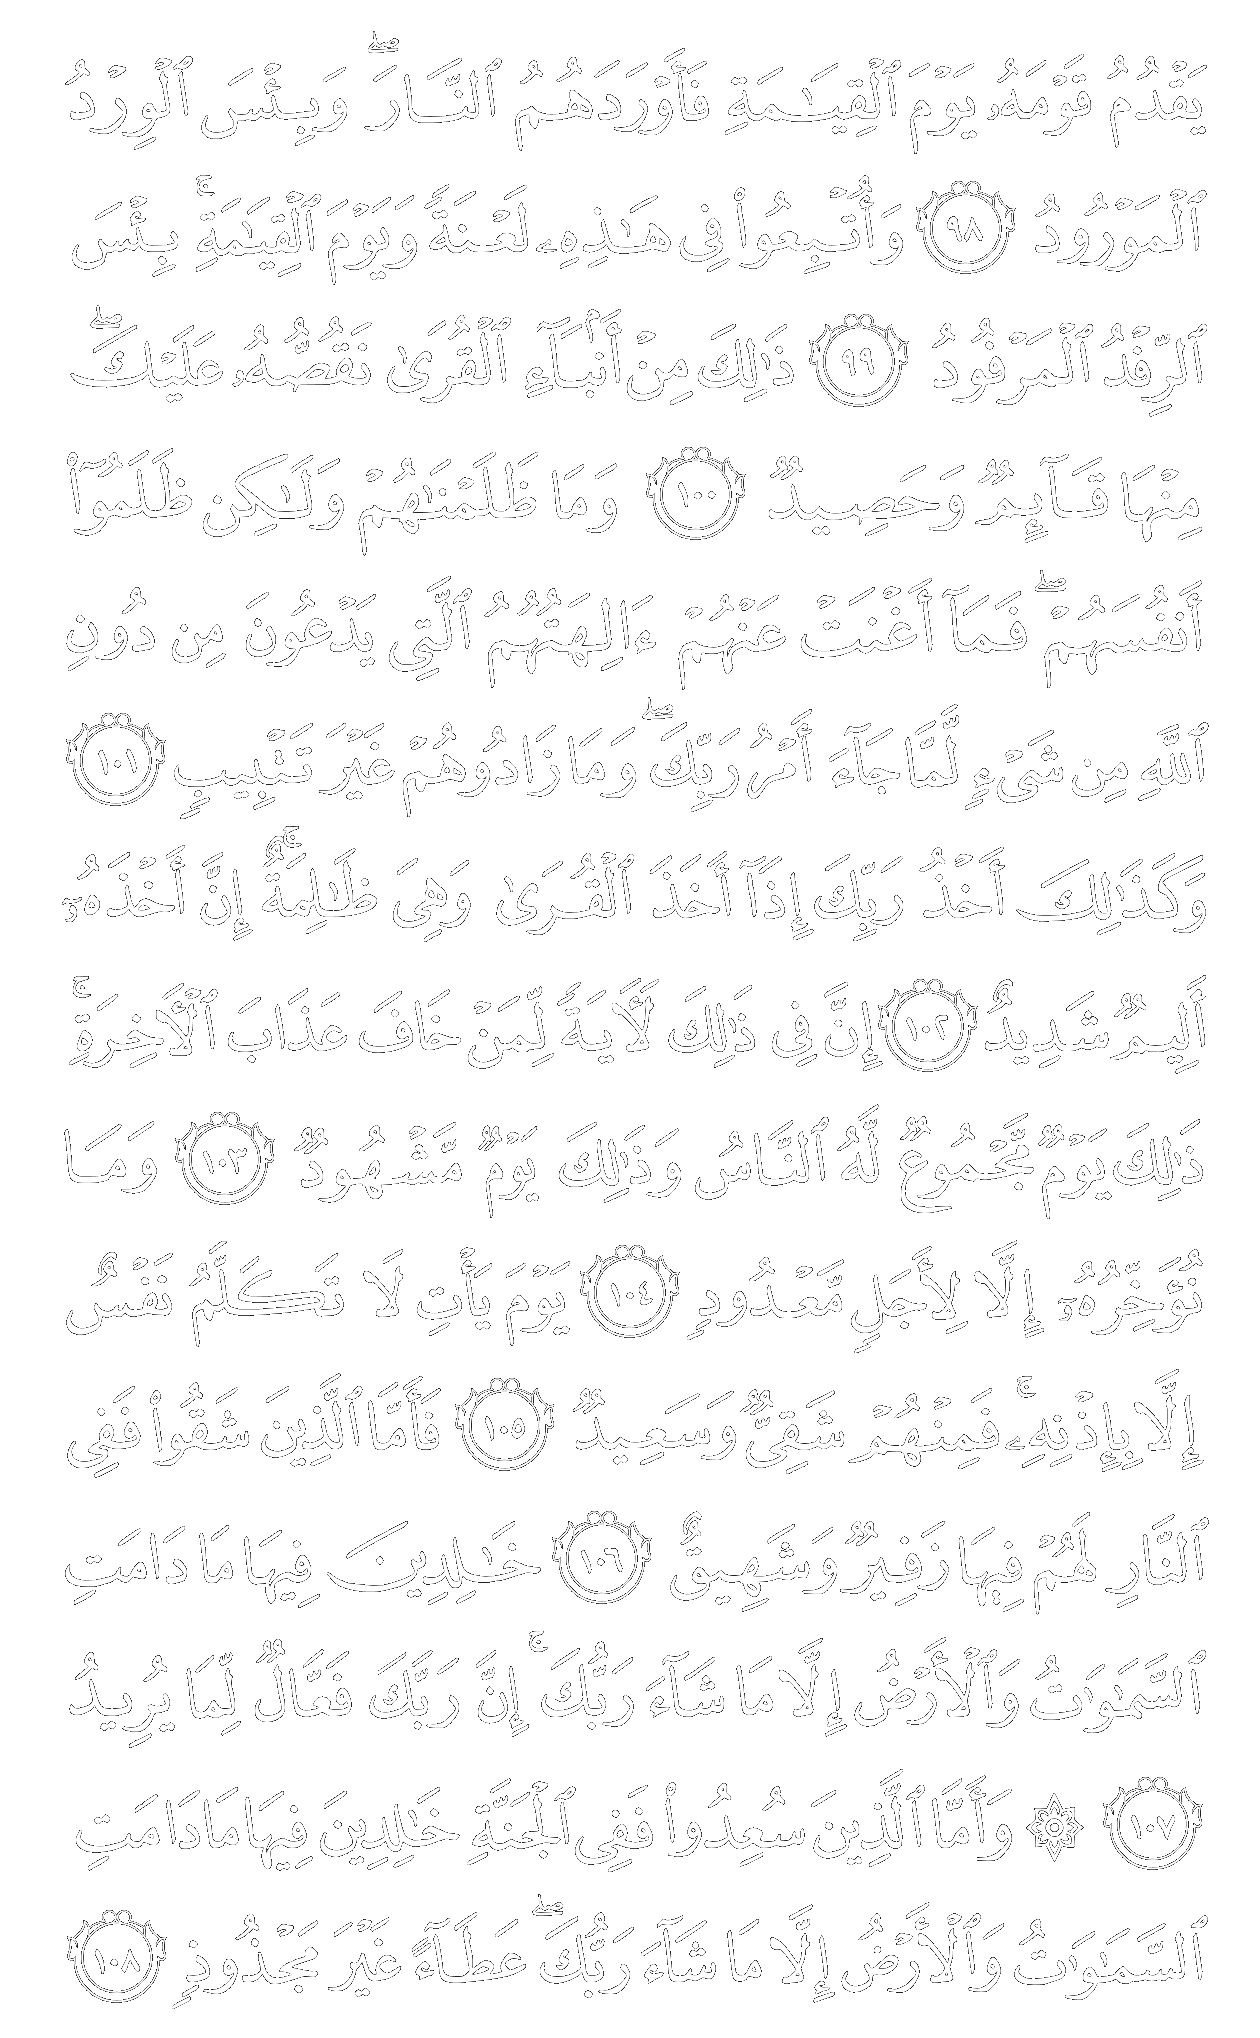 يَقْدُمُ قَوْمَهُۥ يَوْمَ ٱلْقِيَـٰمَةِ فَأَوْرَدَهُمُ ٱلنَّارَ ۖ وَبِئْسَ ٱلْوِرْدُ
ٱلْمَوْرُودُ ٩٨ وَأُتْبِعُوا۟ فِى هَـٰذِهِۦ لَعْنَةً وَيَوْمَ ٱلْقِيَـٰمَةِ ۚ بِئْسَ
ٱلرِّفْدُ ٱلْمَرْفُودُ ٩٩ ذَٰلِكَ مِنْ أَنۢبَآءِ ٱلْقُرَىٰ نَقُصُّهُۥ عَلَيْكَ ۖ
مِنْهَا قَآئِمٌ وَحَصِيدٌ ١٠٠ وَمَا ظَلَمْنَـٰهُمْ وَلَـٰكِن ظَلَمُوٓا۟
أَنفُسَهُمْ ۖ فَمَآ أَغْنَتْ عَنْهُمْ ءَالِهَتُهُمُ ٱلَّتِى يَدْعُونَ مِن دُونِ
ٱللَّهِ مِن شَىْءٍ لَّمَّا جَآءَ أَمْرُ رَبِّكَ ۖ وَمَا زَادُوهُمْ غَيْرَ تَتْبِيبٍ ١٠١
وَكَذَٰلِكَ أَخْذُ رَبِّكَ إِذَآ أَخَذَ ٱلْقُرَىٰ وَهِىَ ظَـٰلِمَةٌ ۚ إِنَّ أَخْذَهُۥٓ
أَلِيمٌ شَدِيدٌ ١٠٢ إِنَّ فِى ذَٰلِكَ لَـَٔايَةً لِّمَنْ خَافَ عَذَابَ ٱلْـَٔاخِرَةِ ۚ
ذَٰلِكَ يَوْمٌ مَّجْمُوعٌ لَّهُ ٱلنَّاسُ وَذَٰلِكَ يَوْمٌ مَّشْهُودٌ ١٠٣ وَمَا
نُؤَخِّرُهُۥٓ إِلَّا لِأَجَلٍ مَّعْدُودٍ ١٠٤ يَوْمَ يَأْتِ لَا تَكَلَّمُ نَفْسٌ
إِلَّا بِإِذْنِهِۦ ۚ فَمِنْهُمْ شَقِىٌّ وَسَعِيدٌ ١٠٥ فَأَمَّا ٱلَّذِينَ شَقُوا۟ فَفِى
ٱلنَّارِ لَهُمْ فِيهَا زَفِيرٌ وَشَهِيقٌ ١٠٦ خَـٰلِدِينَ فِيهَا مَا دَامَتِ
ٱلسَّمَـٰوَٰتُ وَٱلْأَرْضُ إِلَّا مَا شَآءَ رَبُّكَ ۚ إِنَّ رَبَّكَ فَعَّالٌ لِّمَا يُرِيدُ
١٠٧ ۞ وَأَمَّا ٱلَّذِينَ سُعِدُوا۟ فَفِى ٱلْجَنَّةِ خَـٰلِدِينَ فِيهَا مَا دَامَتِ
ٱلسَّمَـٰوَٰتُ وَٱلْأَرْضُ إِلَّا مَا شَآءَ رَبُّكَ ۖ عَطَآءً غَيْرَ مَجْذُوذٍ ١٠٨